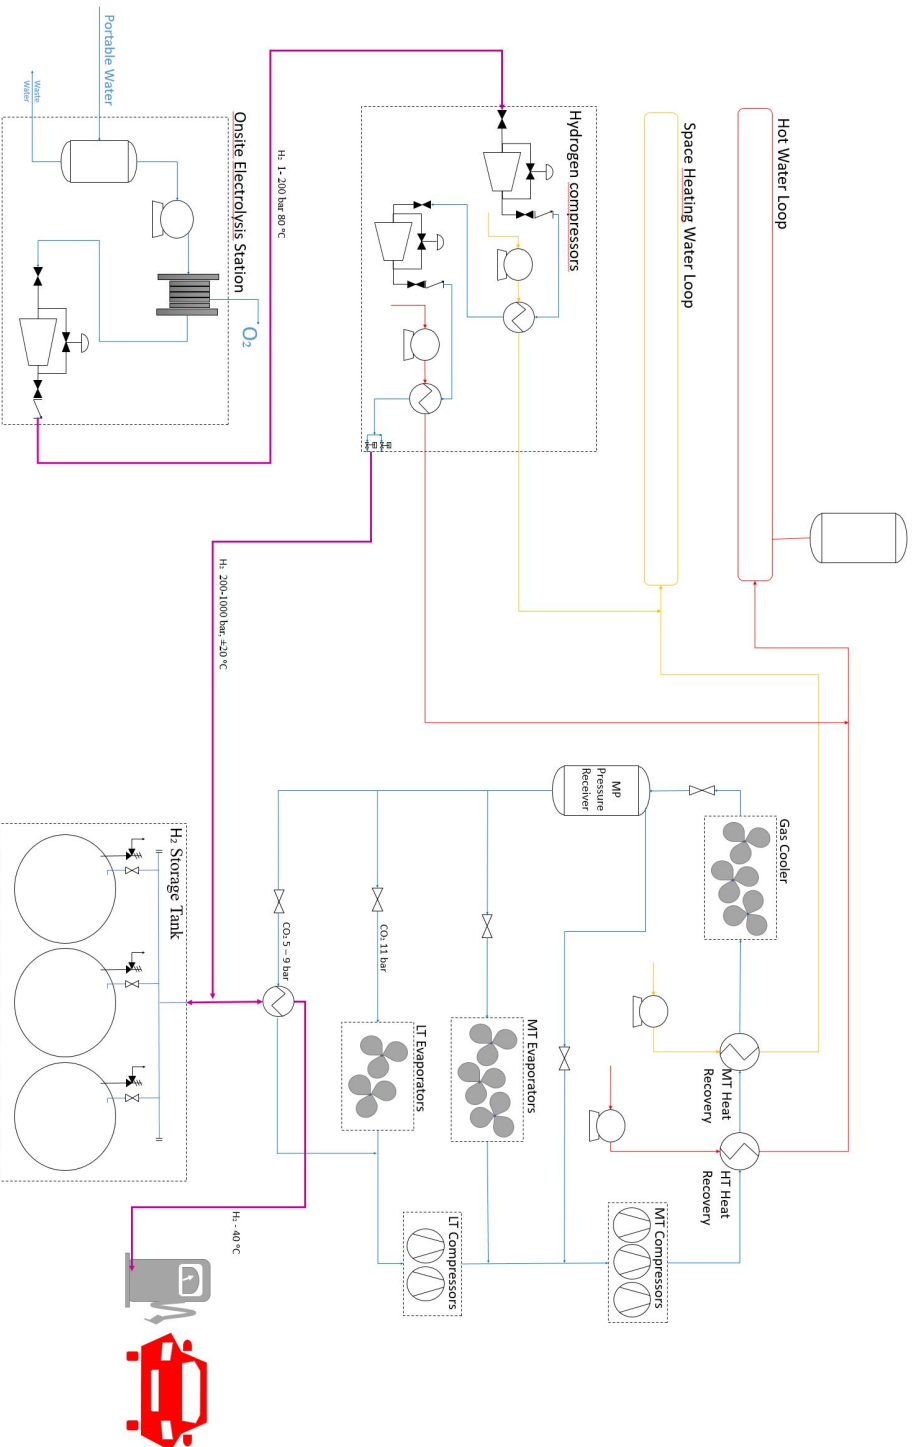 Hot Water Loop
Gas Cooler
MT Heat
Recovery
HT Heat
Recovery
Space Heating Water Loop
MT Compressors
MP
Pressure
Receiver
Hydrogen compressors
MT Evaporators
LT Compressors
LT Evaporators
CO₂ 11 bar
CO₂ 5 – 9 bar
H₂ 1- 200 bar 80 °C
O₂
Onsite Electrolysis Station
H₂ - 40 °C
H₂ 200-1000 bar, ±20 °C
H₂ Storage Tank
Portable Water
Waste
Water